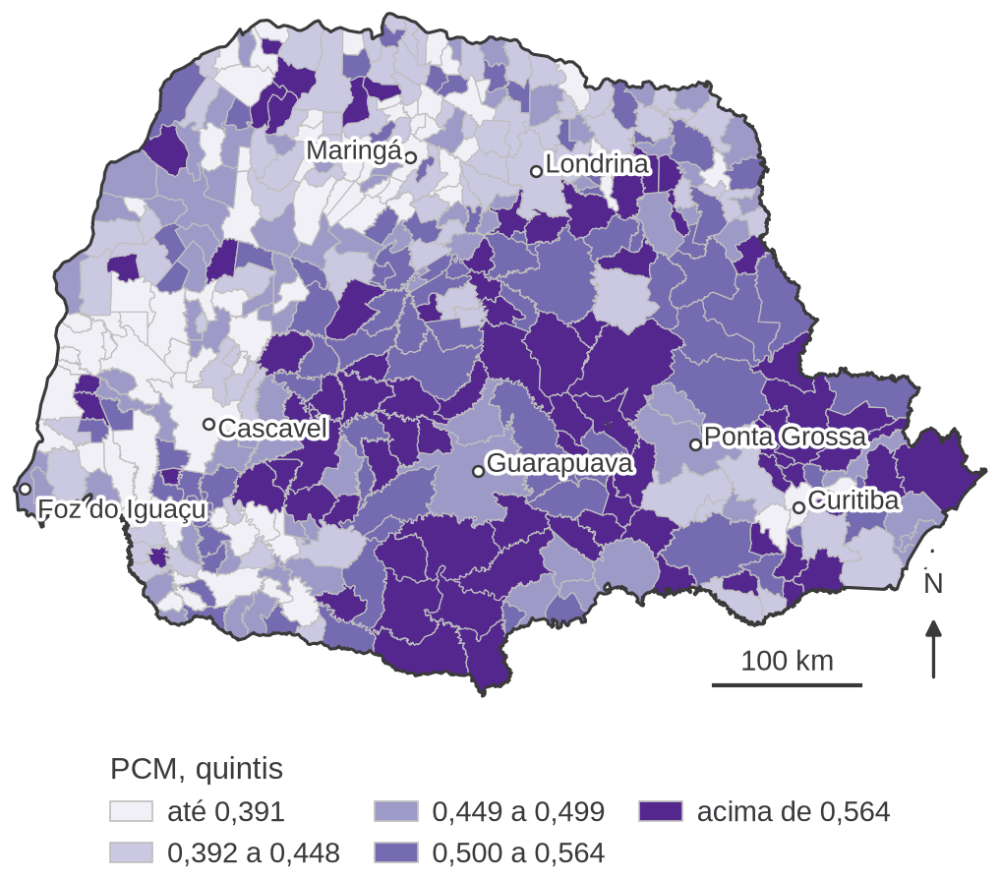 Maringá
Londrina
Cascavel
Ponta Grossa
Guarapuava
Foz do Iguaçu
Curitiba
N
100 km
PCM, quintis
até 0,391
0,449 a 0,499
acima de 0,564
0,392 a 0,448
0,500 a 0,564